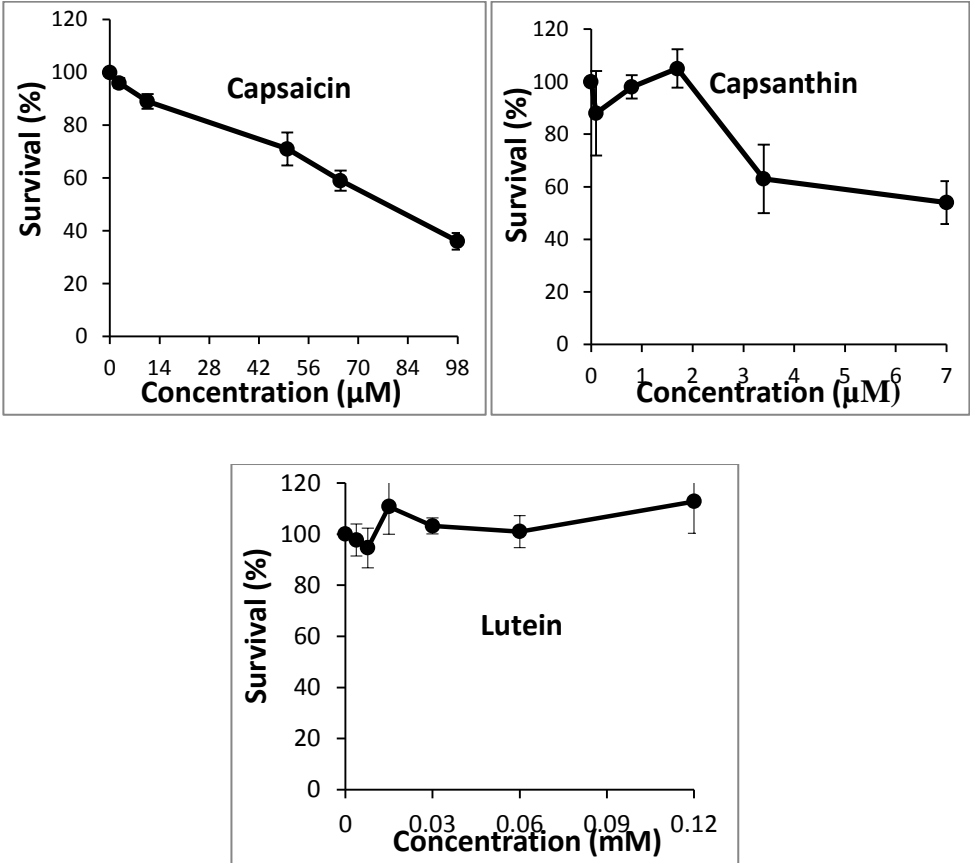 120
100
80
60
40
20
0
Survival (%)
Capsaicin
0 14 28 42 56 70 84 98
Concentration (µM)
120
100
80
60
40
20
0
Survival (%)
Capsanthin
0 1 2 3 4 5 6 7
Concentration (µM)
120
100
80
60
40
20
0
Survival (%)
Lutein
0 0.03 0.06 0.09 0.12
Concentration (mM)